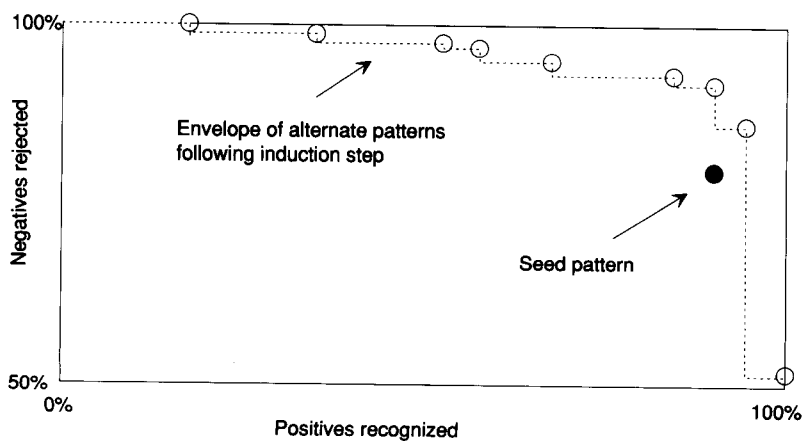 100%
Envelope of alternate patterns
following induction step
Negatives rejected
Seed pattern
50%
0%
100%
Positives recognized